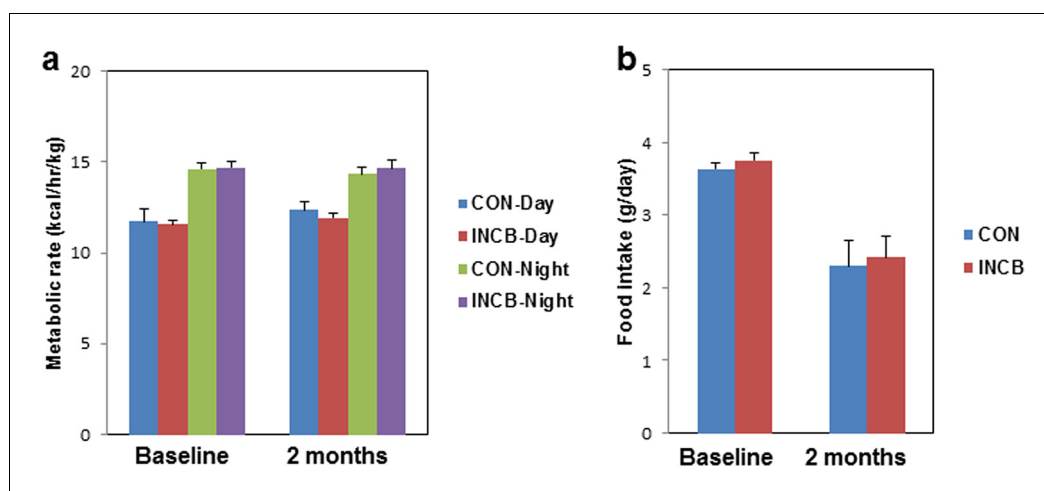 a
Metabolic rate (kcal/hr/kg)
20
15
10
5
0
Baseline
2 months
CON-Day
INCB-Day
CON-Night
INCB-Night
b
Food Intake (g/day)
5
4
3
2
1
0
Baseline
2 months
CON
INCB